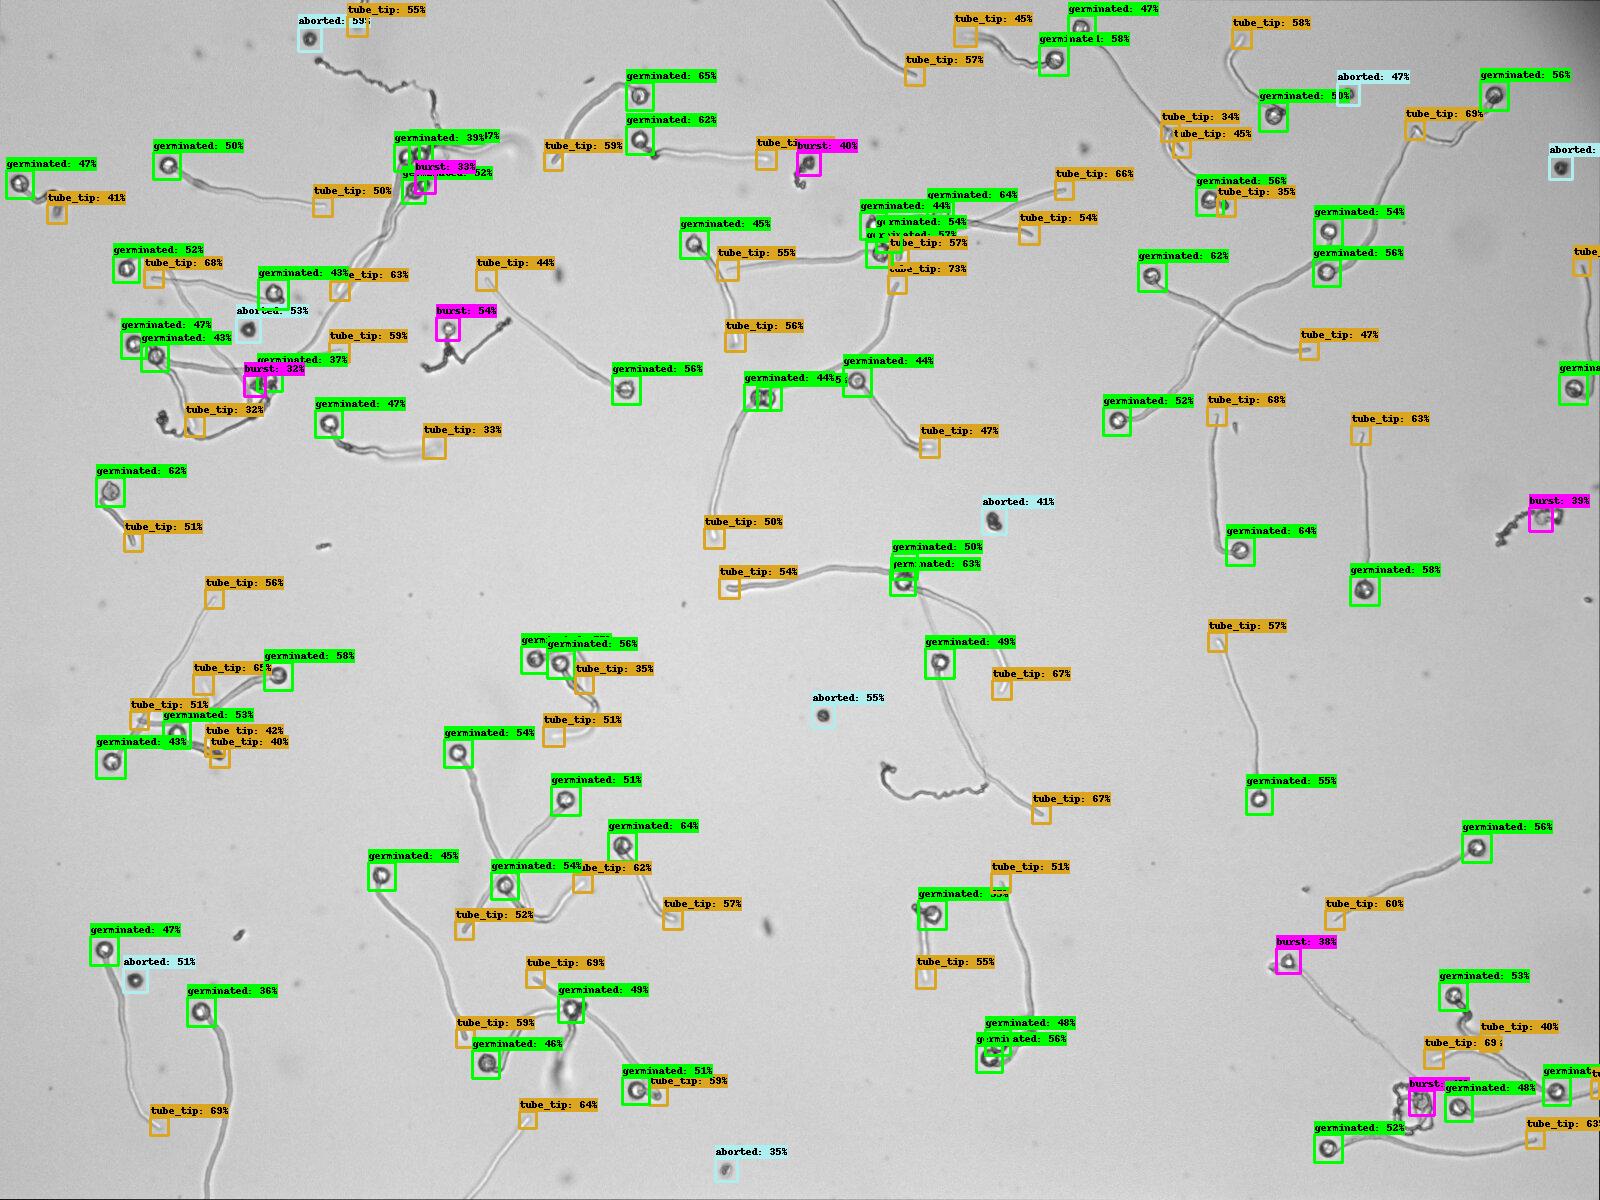 tube_tip: 55%
aborted: 59%
germinated: 47%
tube_tip: 45%
tube_tip: 58%
germinated: 58%
tube_tip: 57%
germinated: 65%
aborted: 47%
germinated: 56%
germinated: 50%
tube_tip: 69%
tube_tip: 34%
germinated: 62%
tube_tip: 45%
germinated: 39%
germinated: 50%
tube_tip: 59%
burst: 40%
aborted:
germinated: 47%
burst: 33%
tube_tip: 66%
germinated: 56%
tube_tip: 50%
tube_tip: 41%
germinated: 64%
tube_tip: 35%
germinated: 44%
germinated: 54%
tube_tip: 54%
germinated: 54%
germinated: 45%
tube_tip: 57%
germinated: 52%
tube_tip: 55%
germinated: 62%
germinated: 56%
tube_tip: 68%
tube_tip: 44%
germinated: 43%
tube_tip: 63%
tube_tip: 73%
aborted: 53%
burst: 54%
germinated: 47%
tube_tip: 56%
germinated: 43%
tube_tip: 59%
tube_tip: 47%
germinated: 37%
germinated: 44%
burst: 32%
germinated: 56%
germinated: 44%
germinated: 47%
tube_tip: 32%
germinated: 52%
tube_tip: 68%
tube_tip: 33%
tube_tip: 47%
tube_tip: 63%
germinated: 62%
aborted: 41%
burst: 39%
tube_tip: 51%
tube_tip: 50%
germinated: 64%
germinated: 50%
germinated: 63%
tube_tip: 54%
germinated: 58%
tube_tip: 56%
tube_tip: 57%
germinated: 56%
germinated: 49%
germinated: 58%
tube_tip: 65%
tube_tip: 35%
tube_tip: 67%
aborted: 55%
tube_tip: 51%
germinated: 53%
tube_tip: 51%
tube_tip: 42%
germinated: 54%
germinated: 43%
tube_tip: 40%
germinated: 51%
germinated: 55%
tube_tip: 67%
germinated: 64%
germinated: 56%
germinated: 45%
germinated: 54%
tube_tip: 62%
tube_tip: 51%
tube_tip: 52%
tube_tip: 57%
tube_tip: 60%
germinated: 47%
burst: 38%
aborted: 51%
tube_tip: 69%
tube_tip: 55%
germinated: 53%
germinated: 36%
germinated: 49%
tube_tip: 59%
germinated: 48%
tube_tip: 40%
germinated: 46%
germinated: 56%
tube_tip: 69
germinated: 51%
tube_tip: 59%
burst:
germinated: 48%
tube_tip: 69%
tube_tip: 64%
germinated: 52%
tube_tip: 63
aborted: 35%